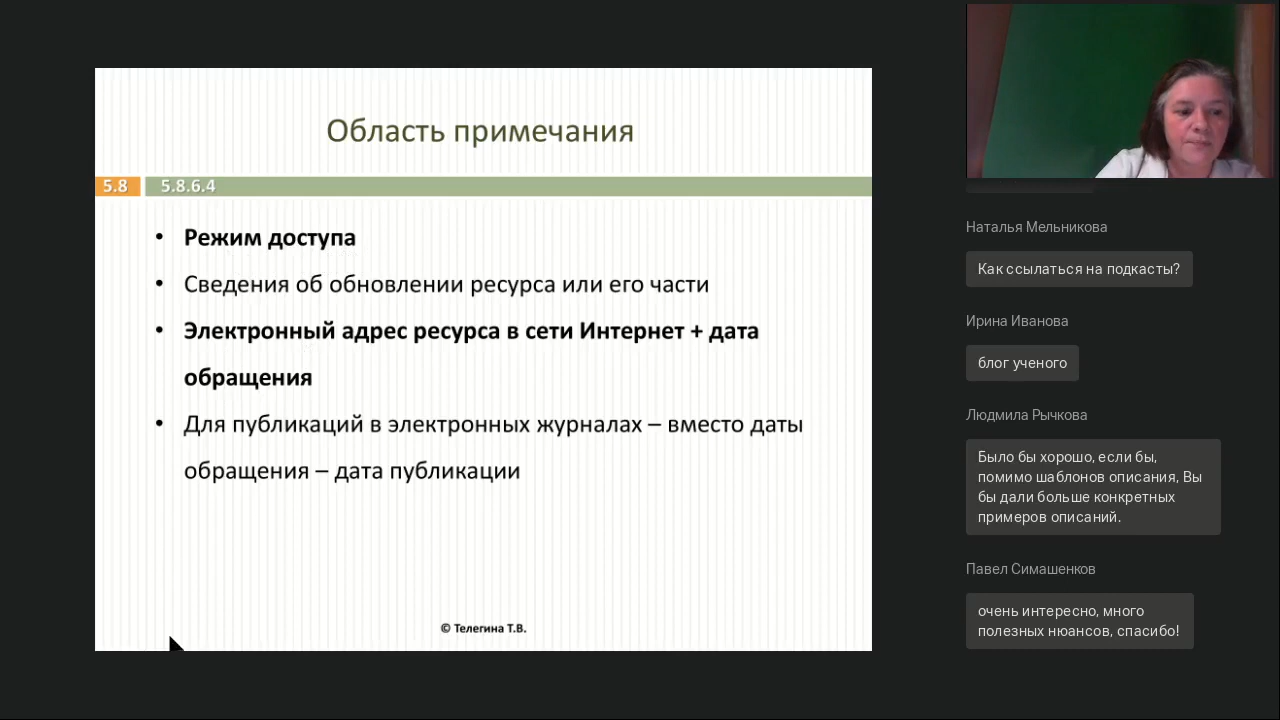 Область примечания
5.8 5.8.6.4
• Режим доступа
• Сведения об обновлении ресурса или его части
• Электронный адрес ресурса в сети Интернет + дата
обращения
• Для публикаций в электронных журналах – вместо даты
обращения – дата публикации
© Телегина Т.В.
Наталья Мельникова
Как ссылаться на подкасты?
Ирина Иванова
блог ученого
Людмила Рычкова
Было бы хорошо, если бы,
помимо шаблонов описания, Вы
бы дали больше конкретных
примеров описаний.
Павел Симашенков
очень интересно, много
полезных нюансов, спасибо!